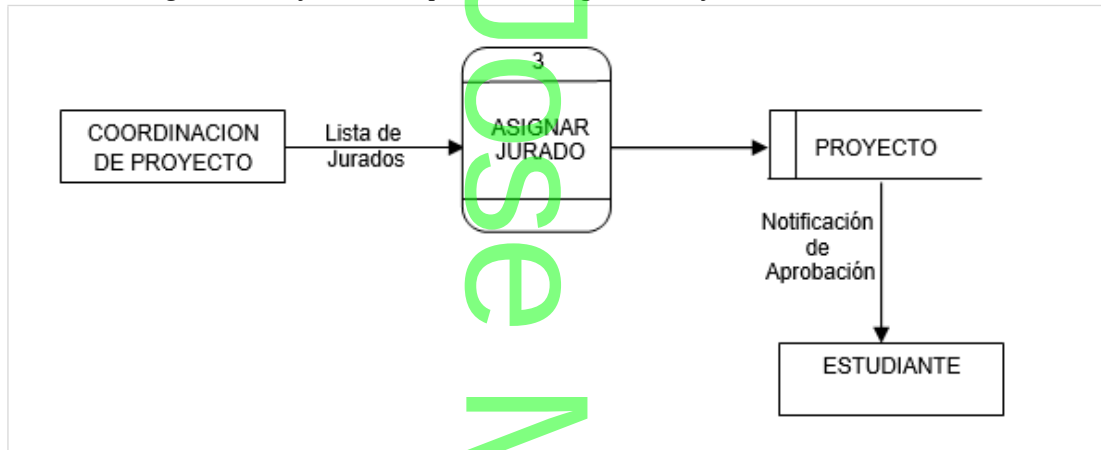 3
COORDINACION
DE PROYECTO
Lista de
Jurados
ASIGNAR
JURADO
PROYECTO
Notificación
de
Aprobación
ESTUDIANTE